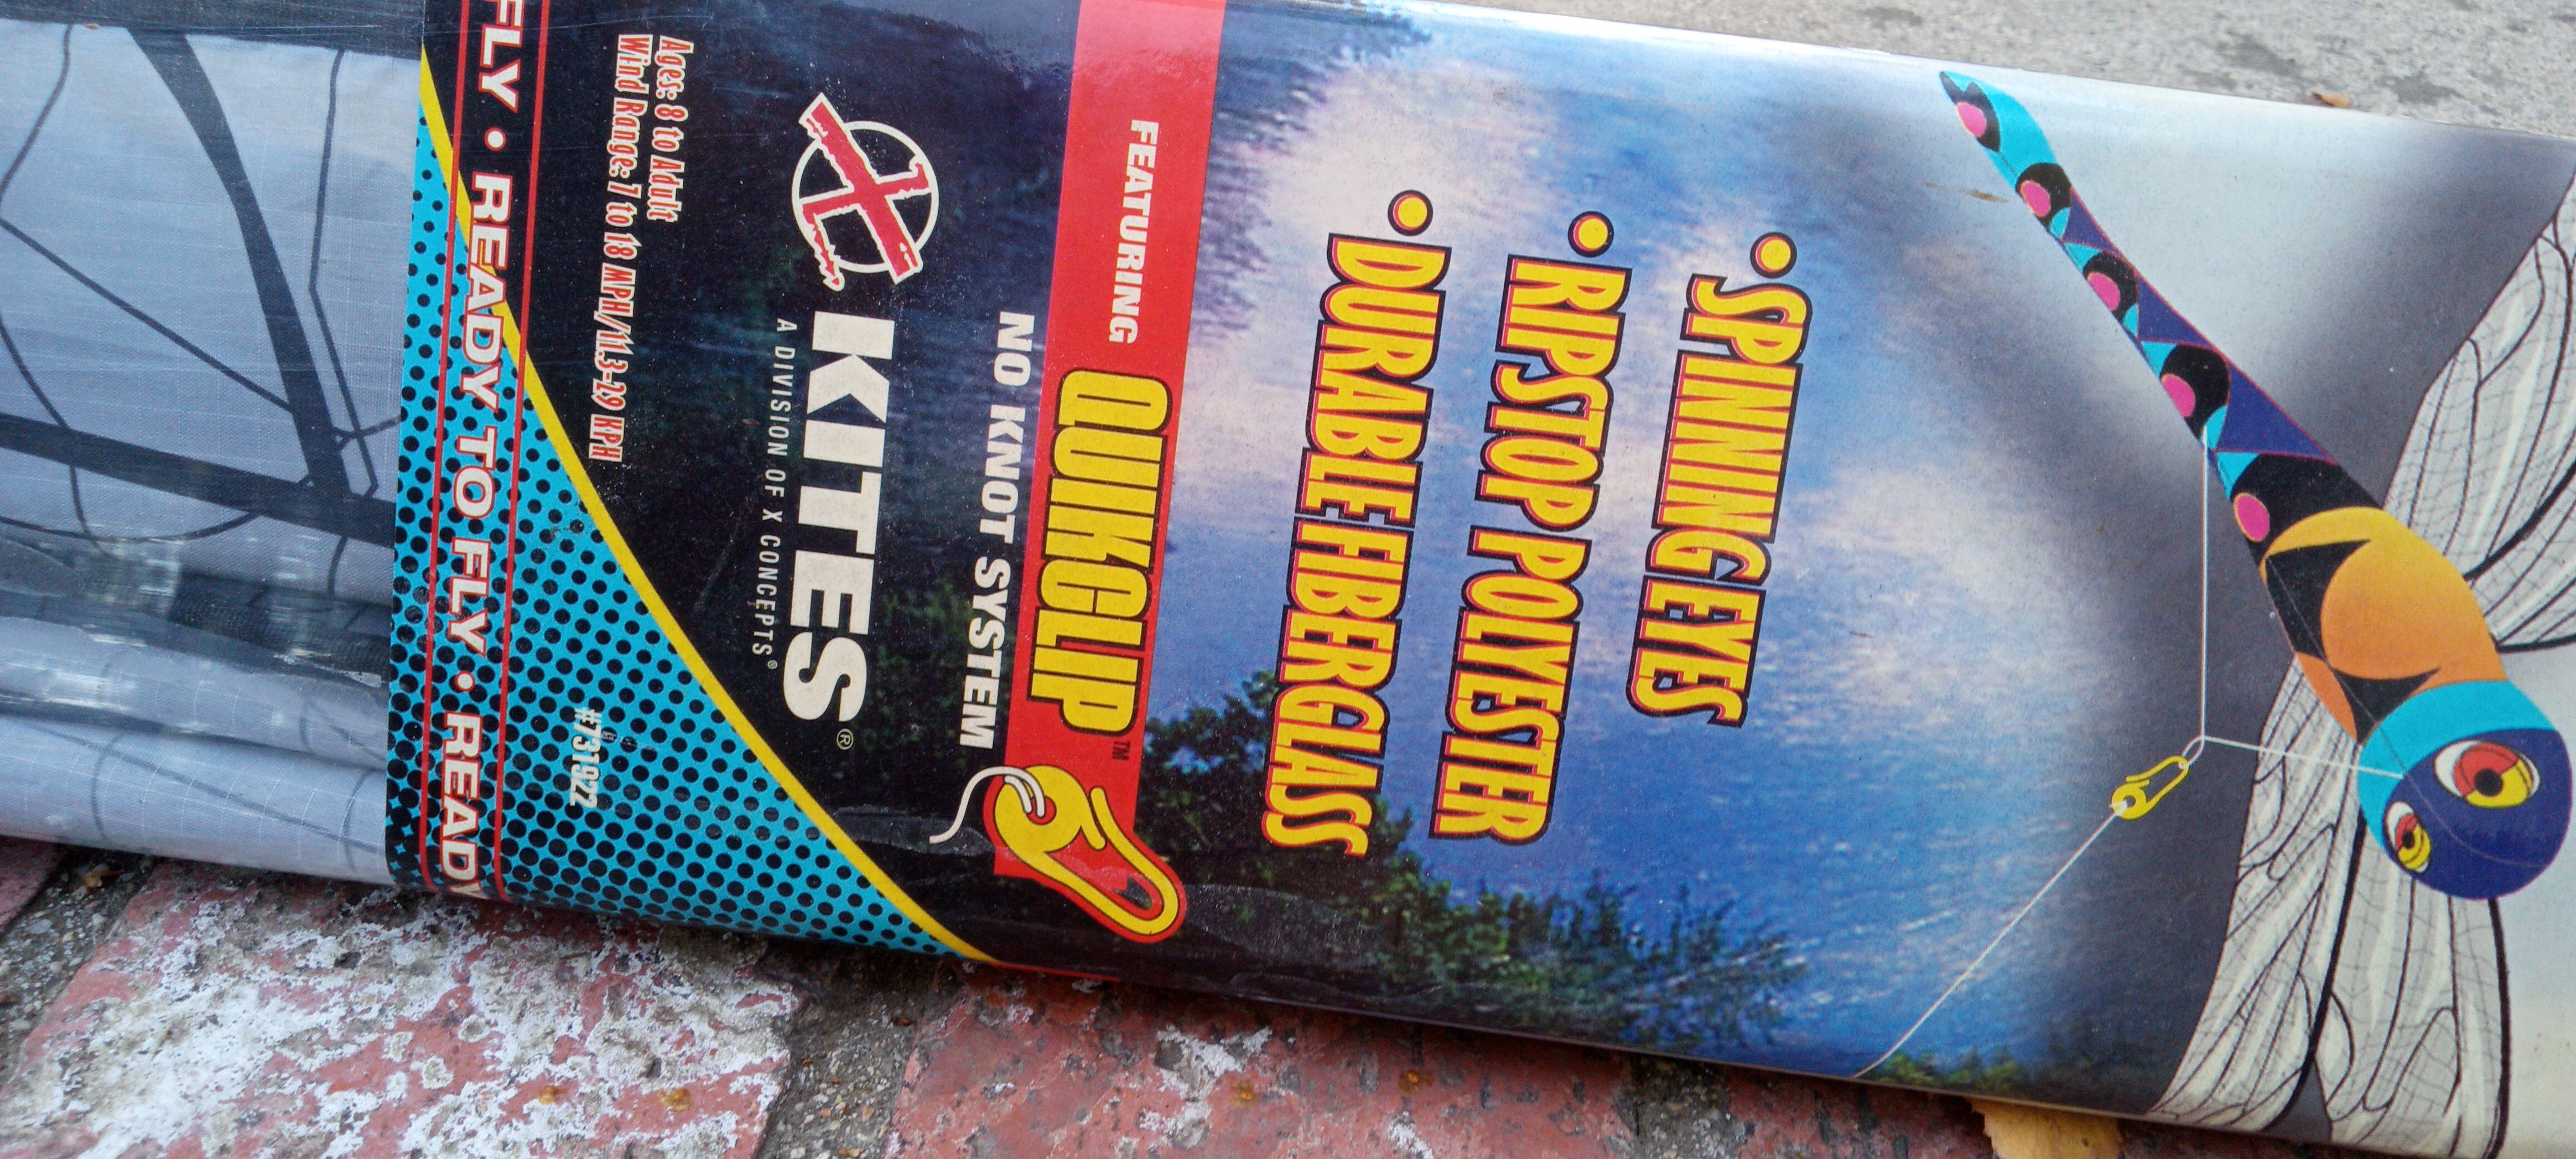 • SPINNING EYES
• RIPSTOP POLYESTER
• DURABLE FIBERGLASS
FEATURING QUIKCLIP™
NO KNOT SYSTEM
X KITES®
A DIVISION OF X CONCEPTS®
Ages: 8 to Adult
Wind Range: 7 to 18 MPH/11.3-29 KPH
#731922
FLY • READY TO FLY • READY